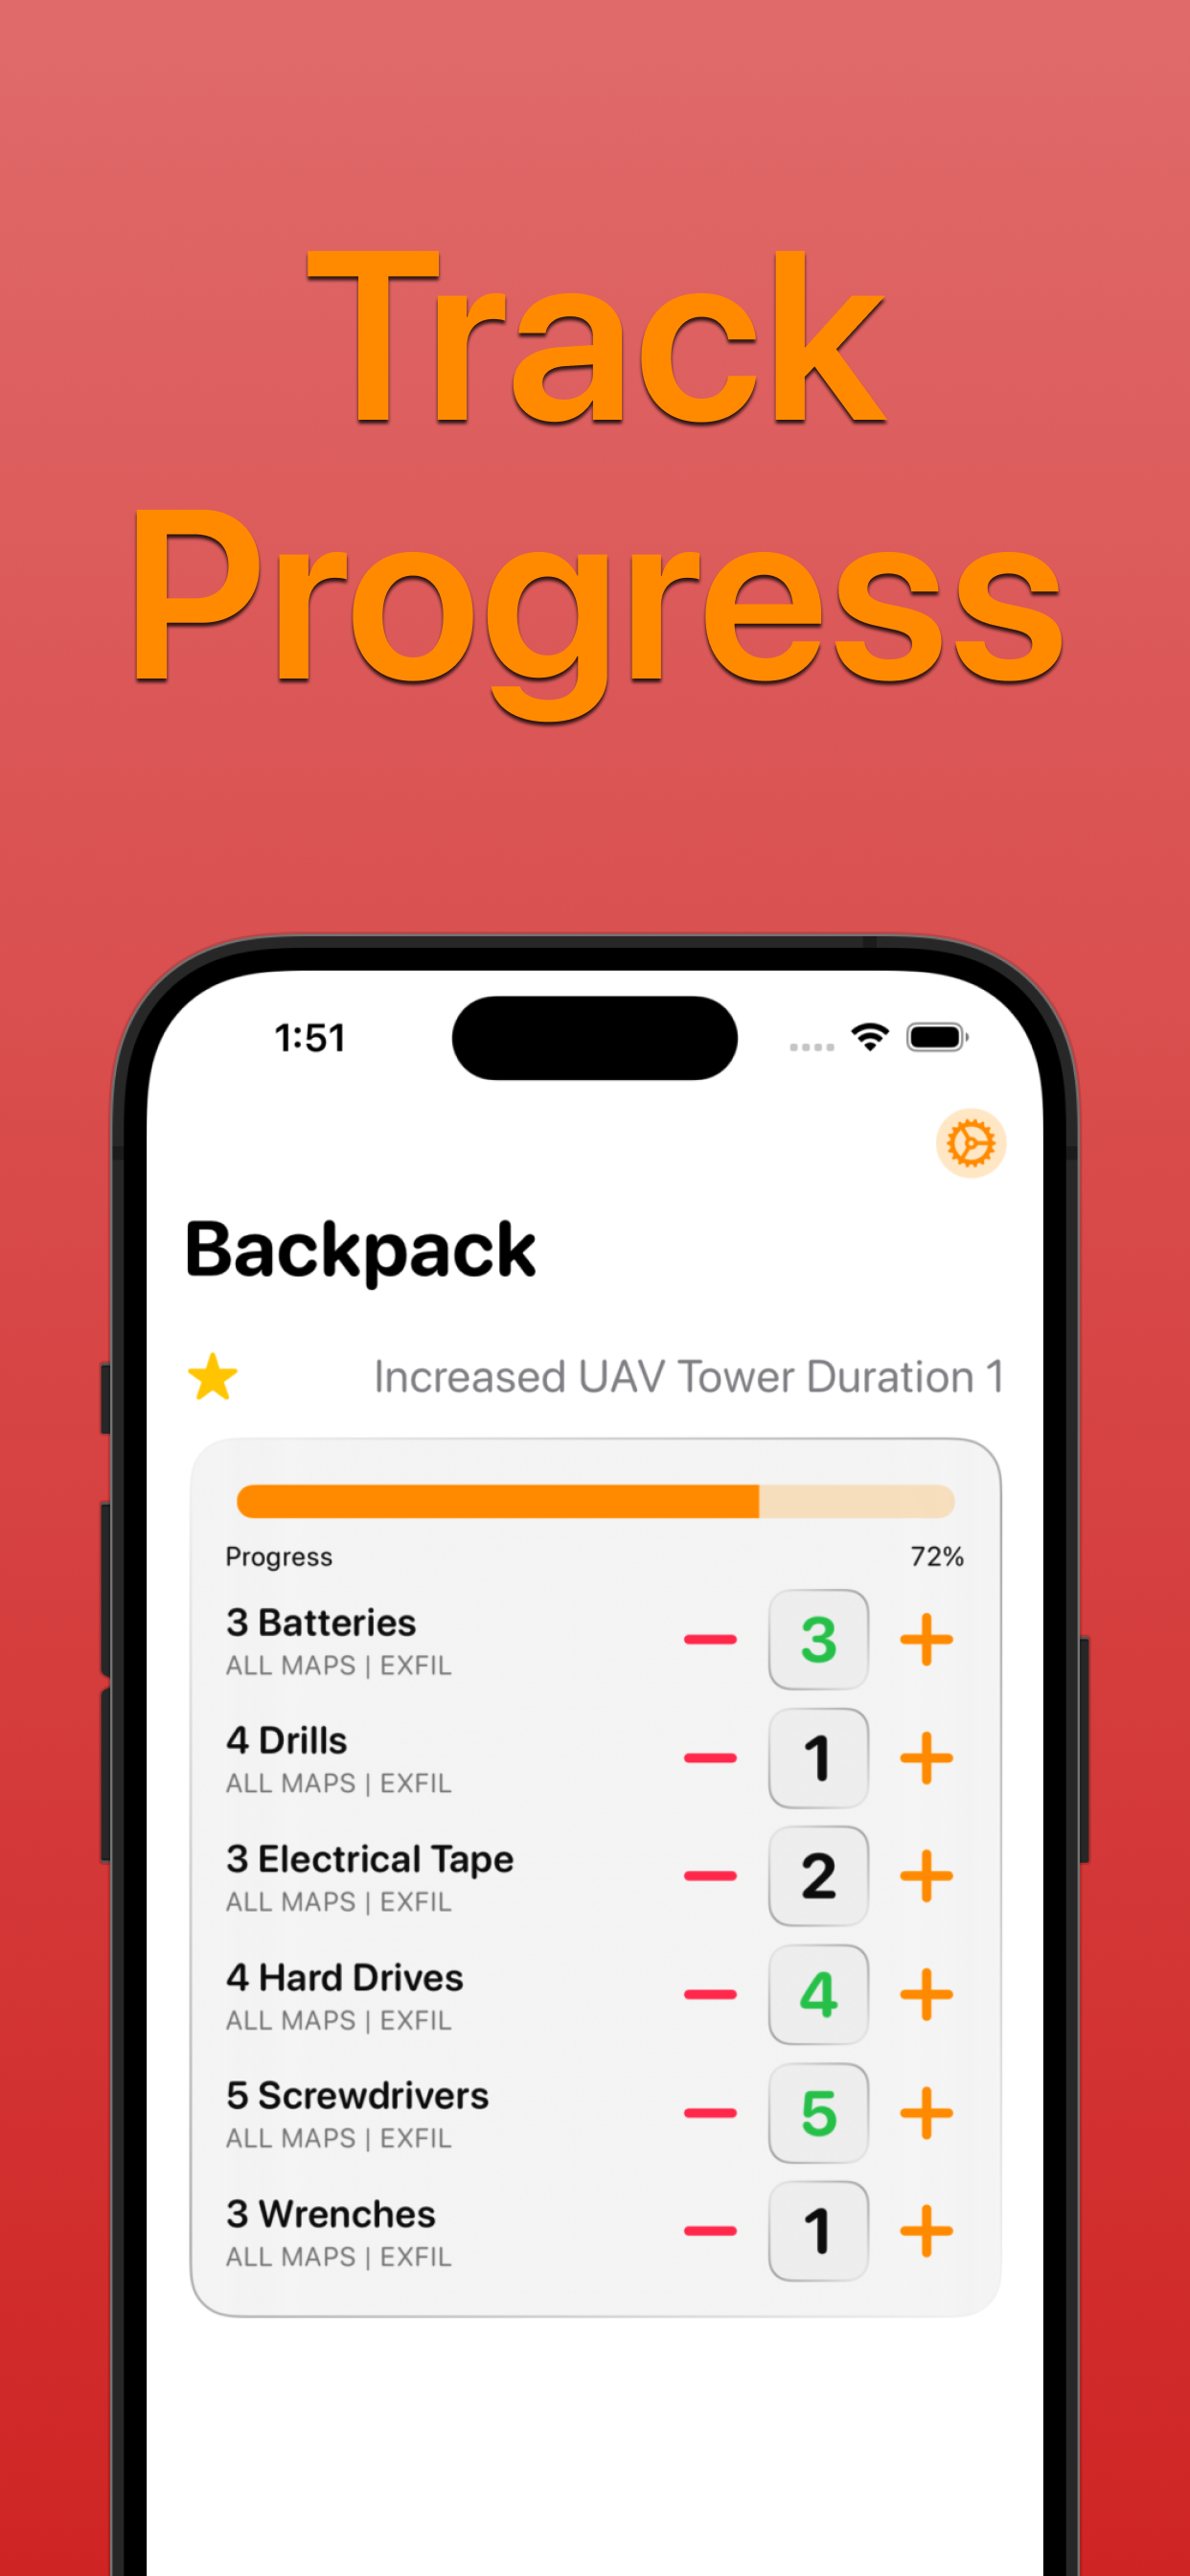 Track
Progress
1:51
Backpack
Increased UAV Tower Duration 1
Progress 72%
3 Batteries
ALL MAPS | EXFIL
3
4 Drills
ALL MAPS | EXFIL
1
3 Electrical Tape
ALL MAPS | EXFIL
2
4 Hard Drives
ALL MAPS | EXFIL
4
5 Screwdrivers
ALL MAPS | EXFIL
5
3 Wrenches
ALL MAPS | EXFIL
1